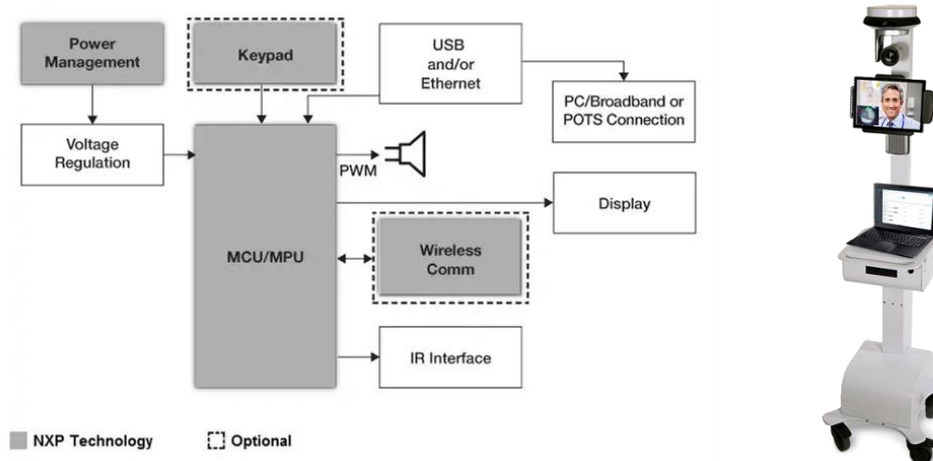 Power
Management
Keypad
USB
and/or
Ethernet
PC/Broadband or
POTS Connection
Voltage
Regulation
PWM
Display
MCU/MPU
Wireless
Comm
IR Interface
NXP Technology
Optional